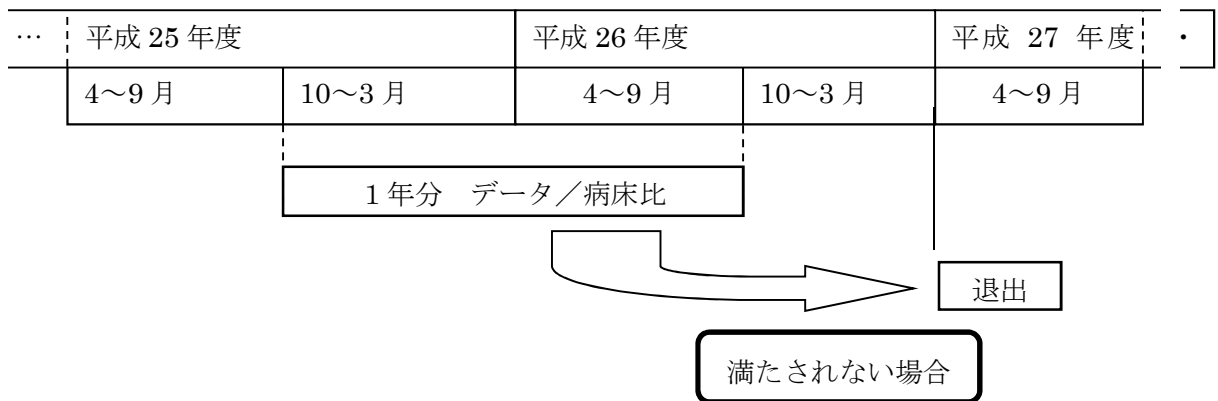 … 平成 25 年度 平成 26 年度 平成 27 年度 ・
4～9 月 10～3 月 4～9 月 10～3 月 4～9 月
1 年分　データ／病床比
退出
満たされない場合